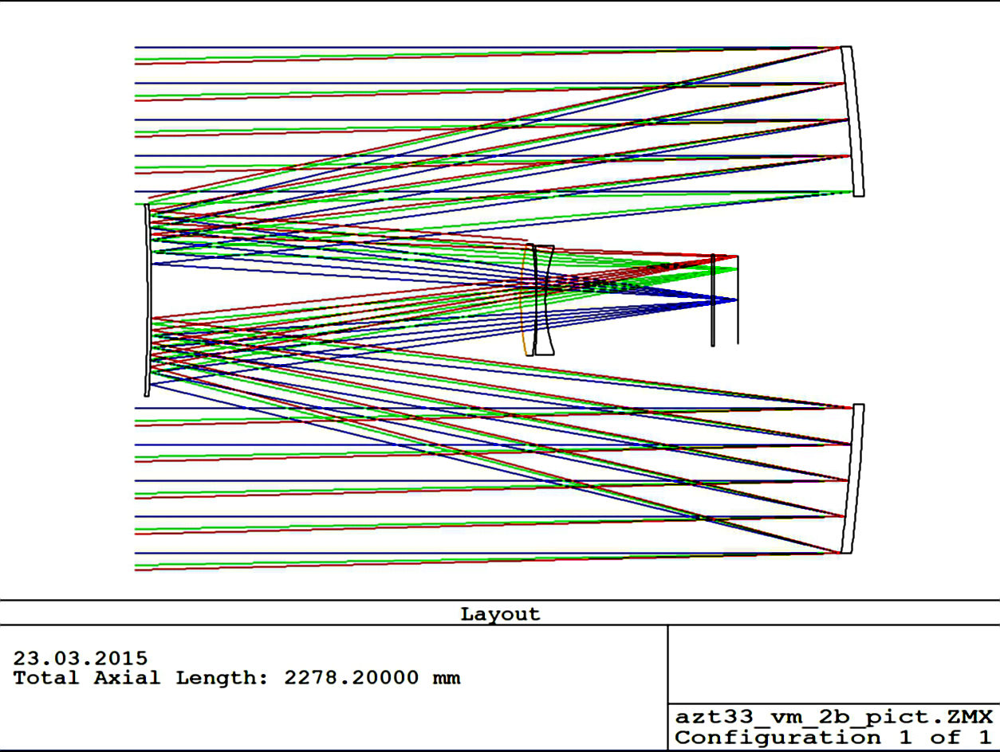 Layout
23.03.2015
Total Axial Length: 2278.20000 mm
azt33_vm_2b_pict.ZMX
Configuration 1 of 1